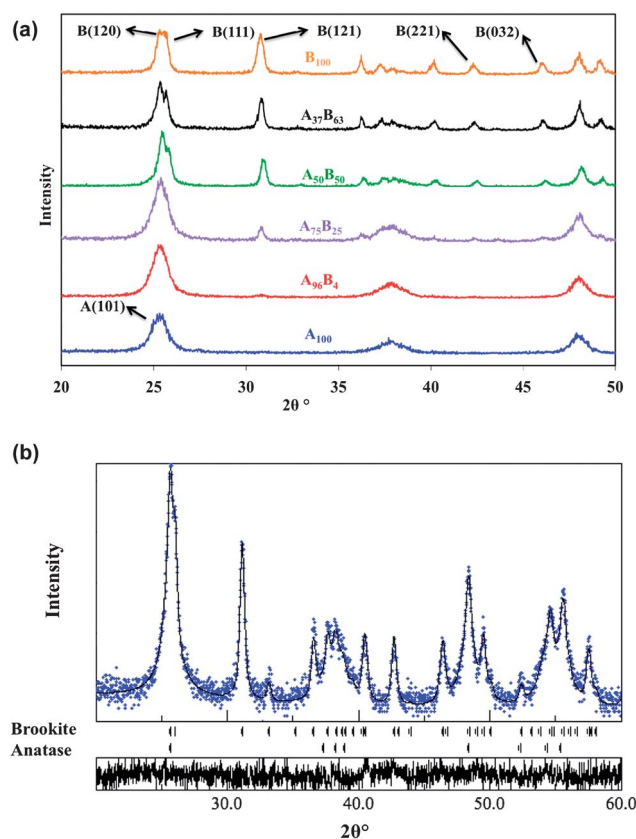 (a)
B(120)
B(111)
B(121)
B(221)
B(032)
B₁₀₀
A₃₇B₆₃
A₅₀B₅₀
A₇₅B₂₅
A₉₆B₄
A(101)
A₁₀₀
Intensity
20 25 30 35 40 45 50
2θ °
(b)
Intensity
Brookite
Anatase
30.0 40.0 50.0 60.0
2θ°